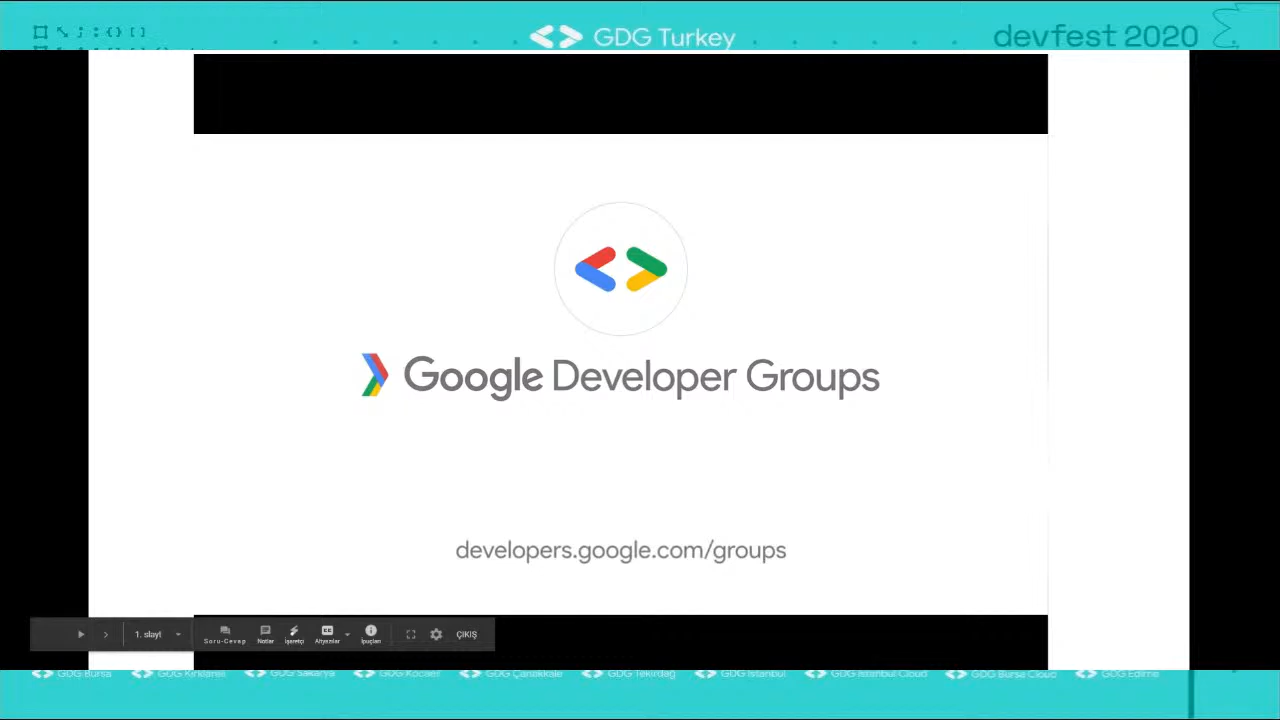 GDG Turkey
devfest 2020
Google Developer Groups
developers.google.com/groups
1. slayt
Soru-Cevap
Notlar
İşaretçi
Altyazılar
İpuçları
ÇIKIŞ
GDG Bursa
GDG Kırklareli
GDG Sakarya
GDG Kocaeli
GDG Çanakkale
GDG Tekirdağ
GDG Istanbul
GDG Istanbul Cloud
GDG Bursa Cloud
GDG Edirne